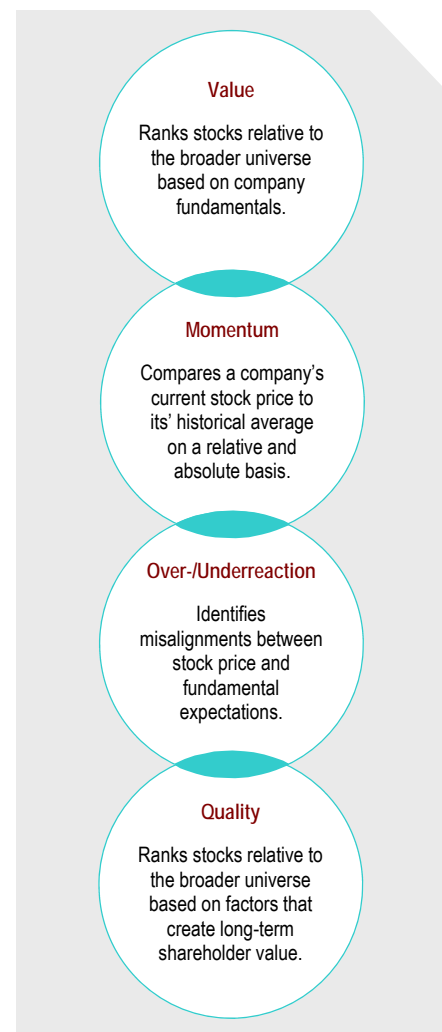 Value
Ranks stocks relative to
the broader universe
based on company
fundamentals.
Momentum
Compares a company’s
current stock price to
its’ historical average
on a relative and
absolute basis.
Over-/Underreaction
Identifies
misalignments between
stock price and
fundamental
expectations.
Quality
Ranks stocks relative to
the broader universe
based on factors that
create long-term
shareholder value.